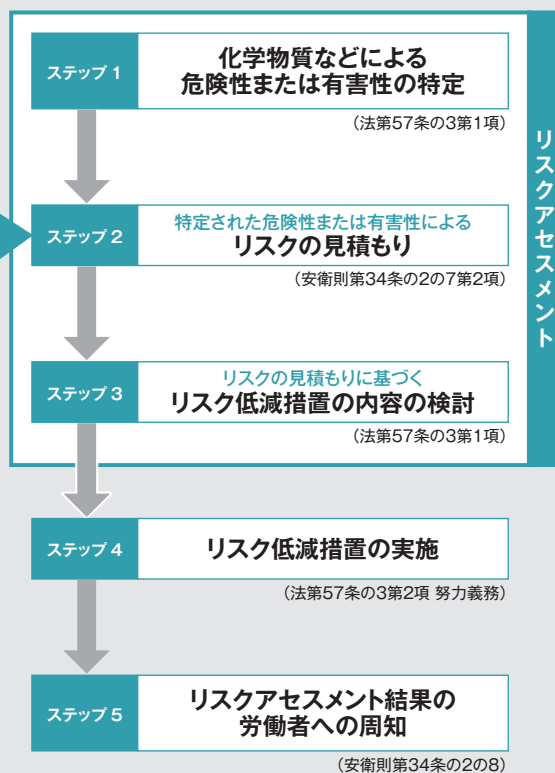 ステップ 1
化学物質などによる
危険性または有害性の特定
(法第57条の3第1項)
ステップ 2
特定された危険性または有害性による
リスクの見積もり
(安衛則第34条の2の7第2項)
ステップ 3
リスクの見積もりに基づく
リスク低減措置の内容の検討
(法第57条の3第1項)
リスクアセスメント
ステップ 4
リスク低減措置の実施
(法第57条の3第2項 努力義務)
ステップ 5
リスクアセスメント結果の
労働者への周知
(安衛則第34条の2の8)